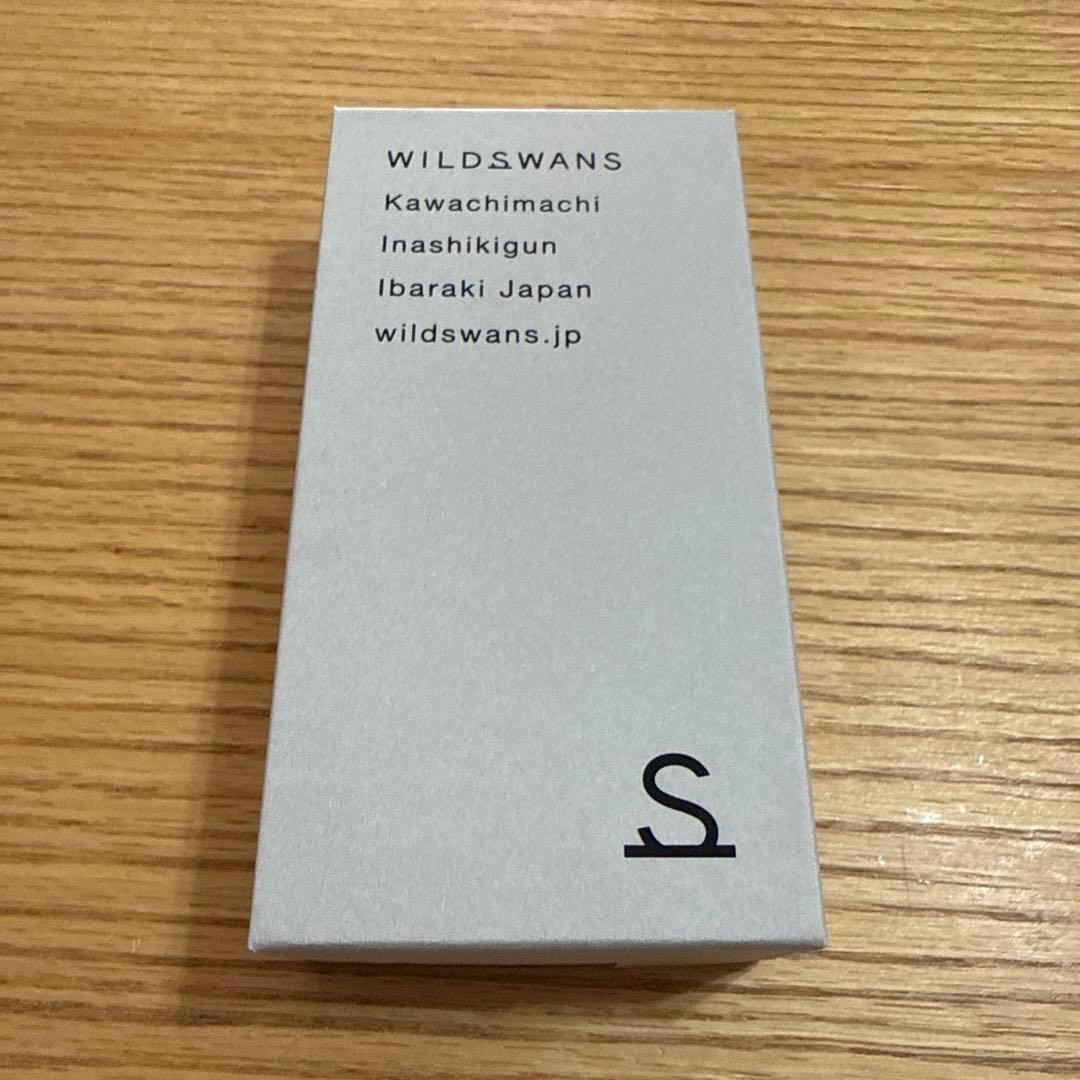 WILDSWANS
Kawachimachi
Inashikigun
Ibaraki Japan
wildswans.jp
S